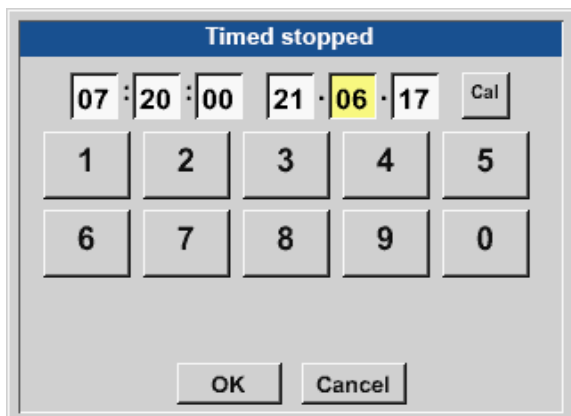 Timed stopped
07 : 20 : 00 21 . 06 . 17 Cal
1 2 3 4 5
6 7 8 9 0
OK Cancel